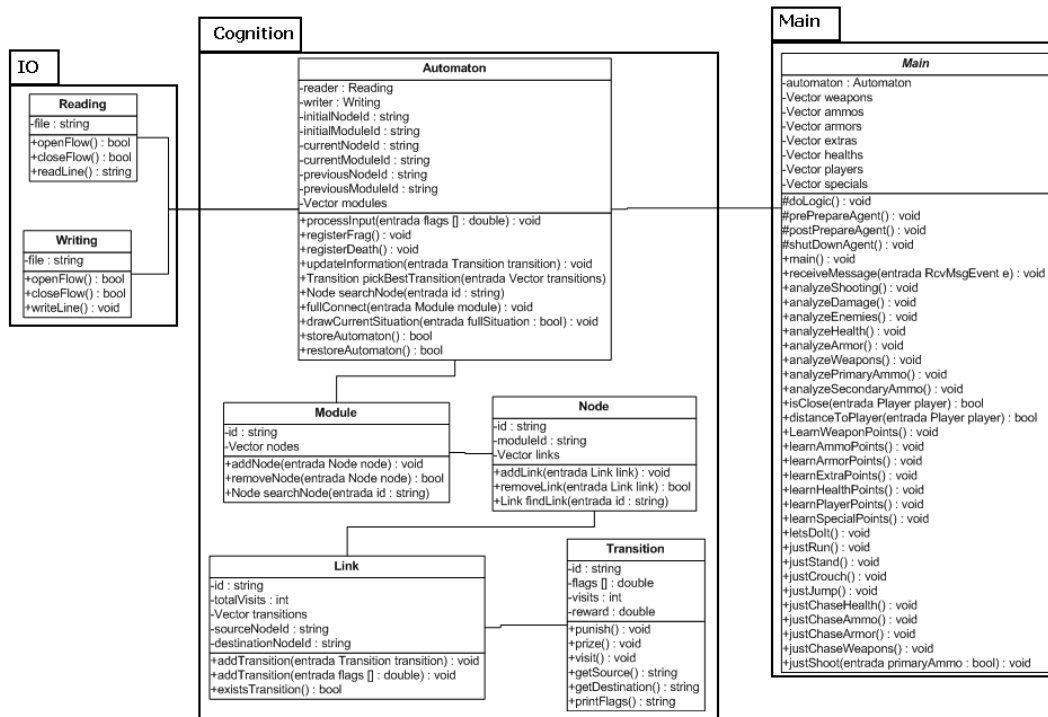 IO
Reading
-file : string
+openFlow() : bool
+closeFlow() : bool
+readLine() : string
Writing
-file : string
+openFlow() : bool
+closeFlow() : bool
+writeLine() : void
Cognition
Automaton
-reader : Reading
-writer : Writing
-initialNodeId : string
-initialModuleId : string
-currentNodeId : string
-currentModuleId : string
-previousNodeId : string
-previousModuleId : string
-Vector modules
+processInput(entrada flags [] : double) : void
+registerFrag() : void
+registerDeath() : void
+updateInformation(entrada Transition transition) : void
+Transition pickBestTransition(entrada Vector transitions)
+Node searchNode(entrada id : string)
+fullConnect(entrada Module module) : void
+drawCurrentSituation(entrada fullSituation : bool) : void
+storeAutomaton() : bool
+restoreAutomaton() : bool
Module
-id : string
-Vector nodes
+addNode(entrada Node node) : void
+removeNode(entrada Node node) : bool
+Node searchNode(entrada id : string)
Node
-id : string
-moduleId : string
-Vector links
+addLink(entrada Link link) : void
+removeLink(entrada Link link) : bool
+Link findLink(entrada id : string)
Link
-id : string
-totalVisits : int
-Vector transitions
-sourceNodeId : string
-destinationNodeId : string
+addTransition(entrada Transition transition) : void
+addTransition(entrada flags [] : double) : void
+existsTransition() : bool
Transition
-id : string
-flags [] : double
-visits : int
-reward : double
+punish() : void
+prize() : void
+visit() : void
+getSource() : string
+getDestination() : string
+printFlags() : string
Main
Main
-automaton : Automaton
-Vector weapons
-Vector ammos
-Vector armors
-Vector extras
-Vector healths
-Vector players
-Vector specials
#doLogic() : void
#prePrepareAgent() : void
#postPrepareAgent() : void
#shutDownAgent() : void
+main() : void
+receiveMessage(entrada RcvMsgEvent e) : void
+analyzeShooting() : void
+analyzeDamage() : void
+analyzeEnemies() : void
+analyzeHealth() : void
+analyzeArmor() : void
+analyzeWeapons() : void
+analyzePrimaryAmmo() : void
+analyzeSecondaryAmmo() : void
+isClose(entrada Player player) : bool
+distanceToPlayer(entrada Player player) : bool
+LearnWeaponPoints() : void
+learnAmmoPoints() : void
+learnArmorPoints() : void
+learnExtraPoints() : void
+learnHealthPoints() : void
+learnPlayerPoints() : void
+learnSpecialPoints() : void
+letsDoIt() : void
+justRun() : void
+justStand() : void
+justCrouch() : void
+justJump() : void
+justChaseHealth() : void
+justChaseAmmo() : void
+justChaseArmor() : void
+justChaseWeapons() : void
+justShoot(entrada primaryAmmo : bool) : void